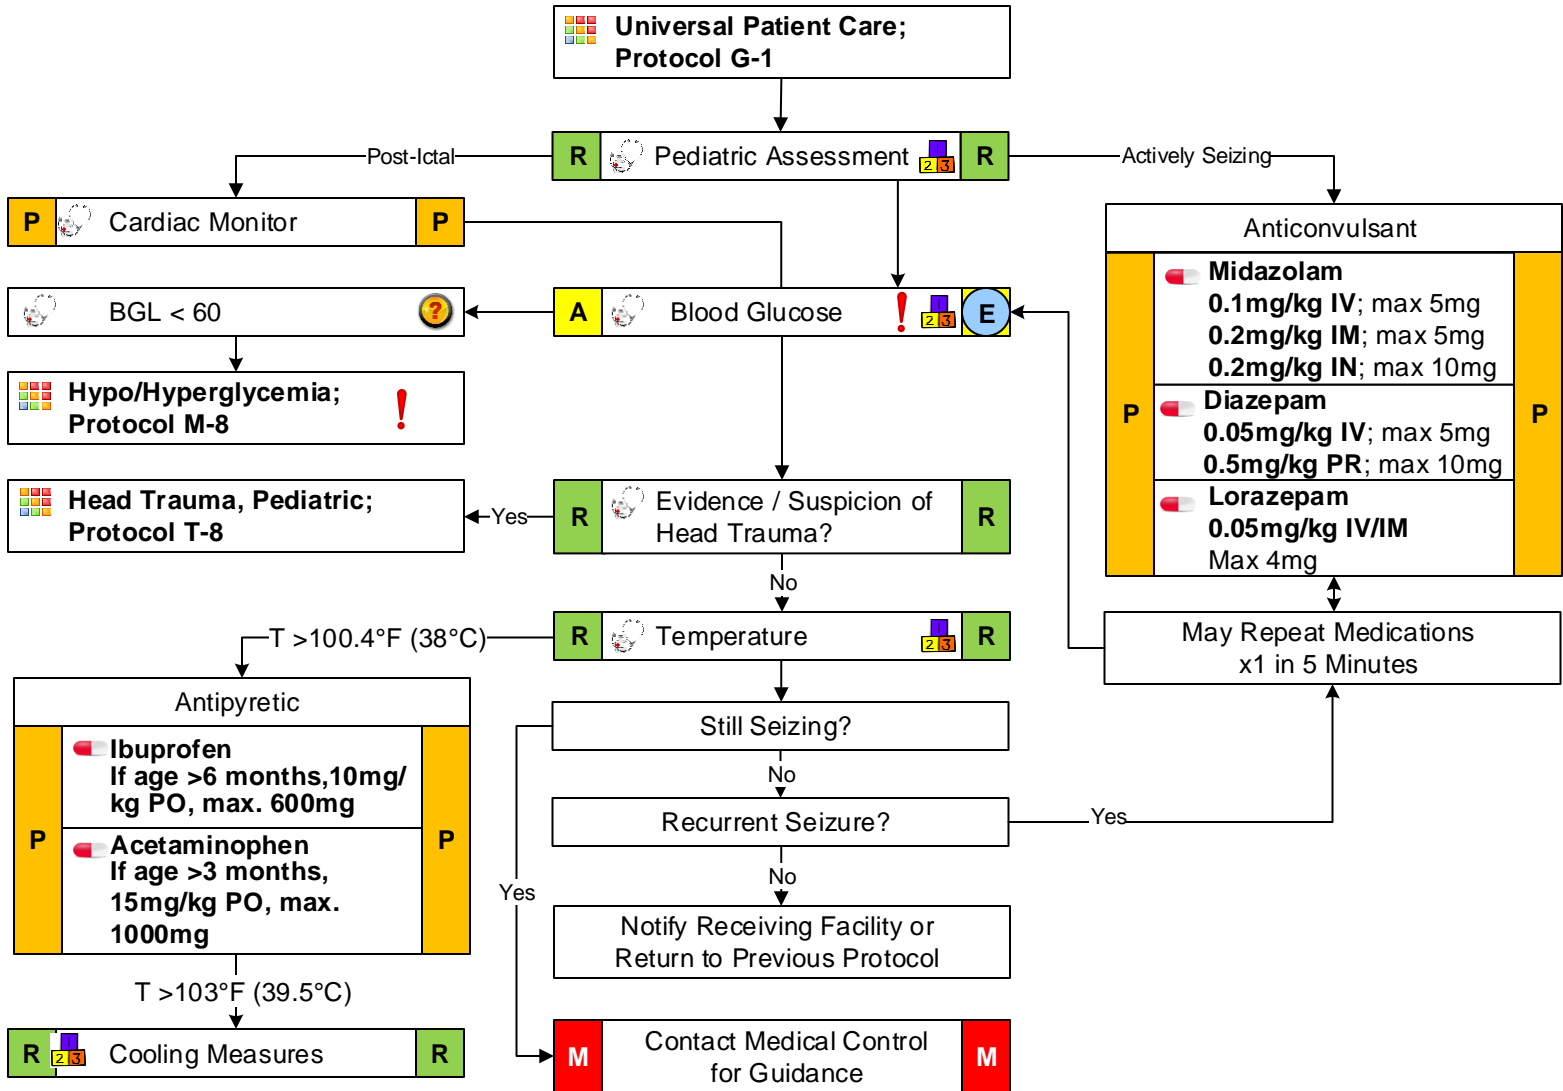 Universal Patient Care;
Protocol G-1
Post-Ictal
R
Pediatric Assessment
1
2 3
R
Actively Seizing
P
Cardiac Monitor
P
Anticonvulsant
P
Midazolam
0.1mg/kg IV; max 5mg
0.2mg/kg IM; max 5mg
0.2mg/kg IN; max 10mg
Diazepam
0.05mg/kg IV; max 5mg
0.5mg/kg PR; max 10mg
Lorazepam
0.05mg/kg IV/IM
Max 4mg
P
BGL < 60
?
A
Blood Glucose
!
1
2 3
E
Hypo/Hyperglycemia;
Protocol M-8
!
Head Trauma, Pediatric;
Protocol T-8
Yes
R
Evidence / Suspicion of
Head Trauma?
R
No
T >100.4°F (38°C)
R
Temperature
1
2 3
R
May Repeat Medications
x1 in 5 Minutes
Antipyretic
P
Ibuprofen
If age >6 months,10mg/
kg PO, max. 600mg
Acetaminophen
If age >3 months,
15mg/kg PO, max.
1000mg
P
Still Seizing?
No
Recurrent Seizure?
Yes
No
Yes
Notify Receiving Facility or
Return to Previous Protocol
T >103°F (39.5°C)
R
1
2 3
Cooling Measures
R
M
Contact Medical Control
for Guidance
M